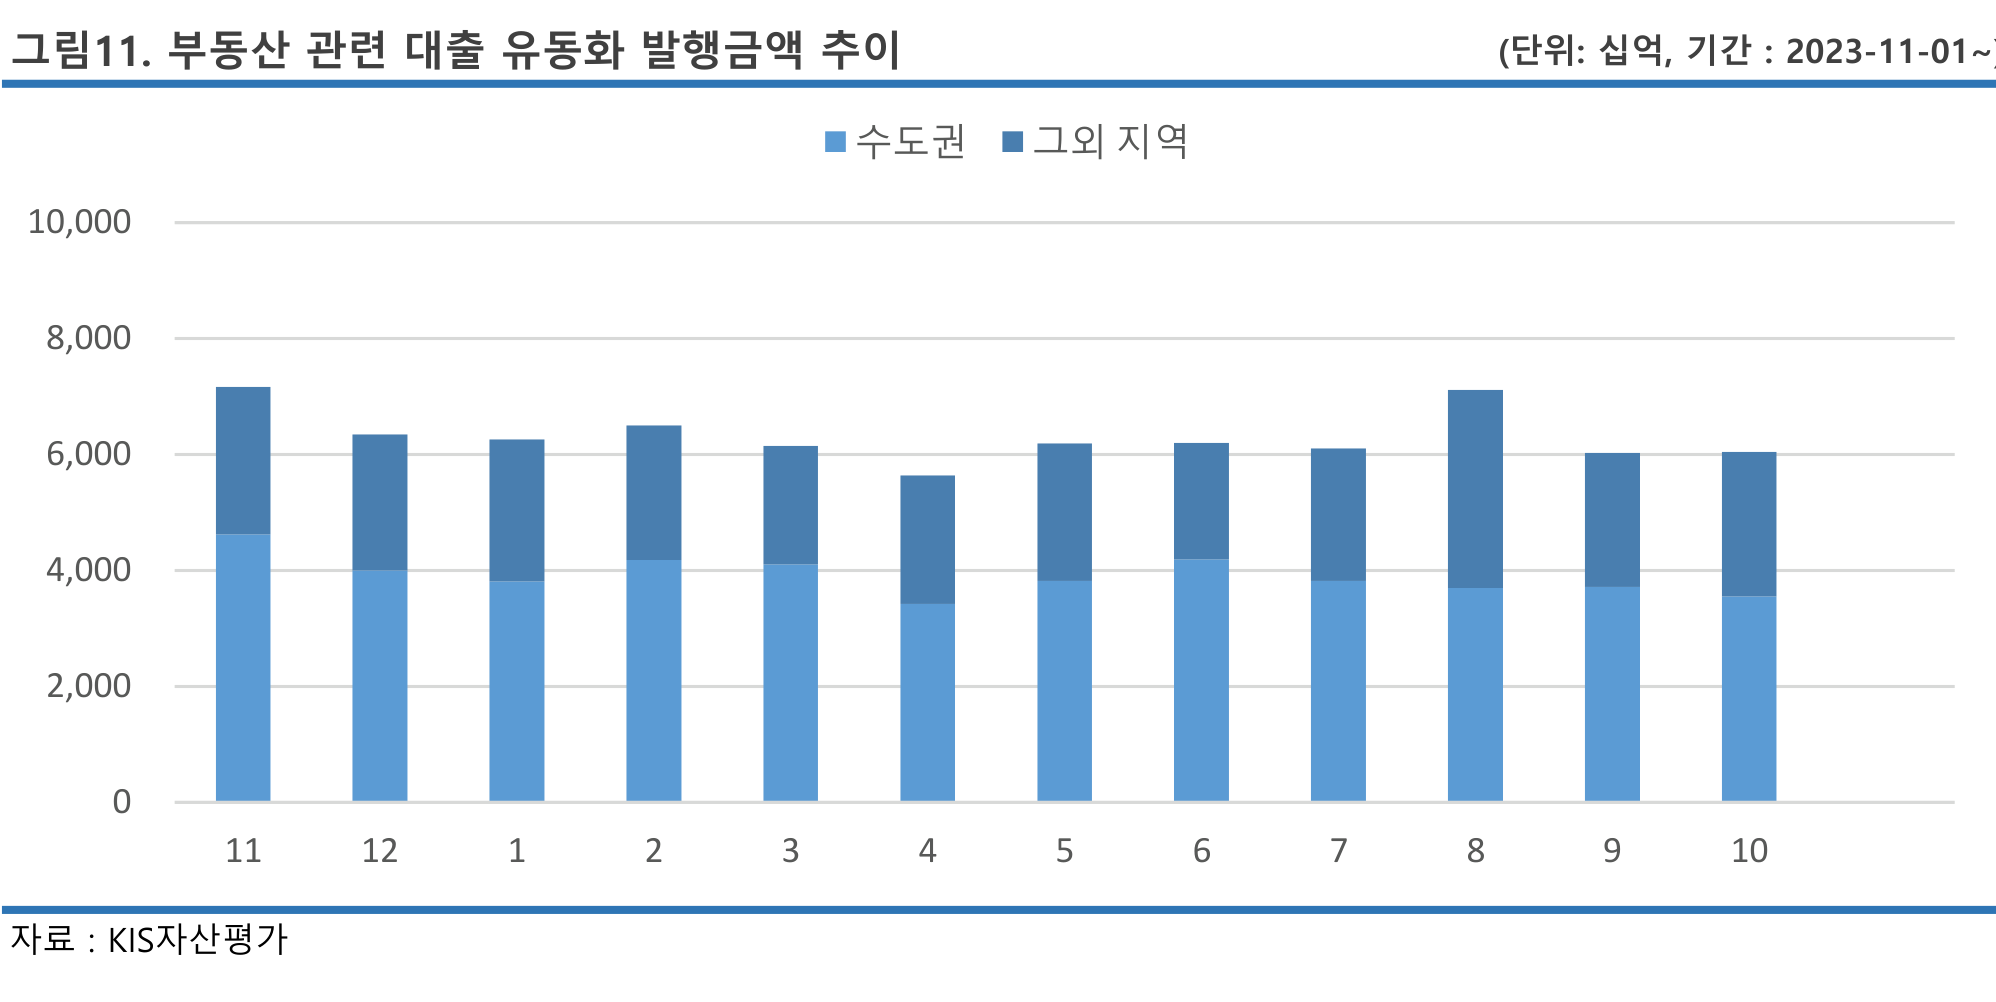 그림11. 부동산 관련 대출 유동화 발행금액 추이 (단위: 십억, 기간 : 2023-11-01~)
수도권 그외 지역
10,000
8,000
6,000
4,000
2,000
0
11 12 1 2 3 4 5 6 7 8 9 10
자료 : KIS자산평가